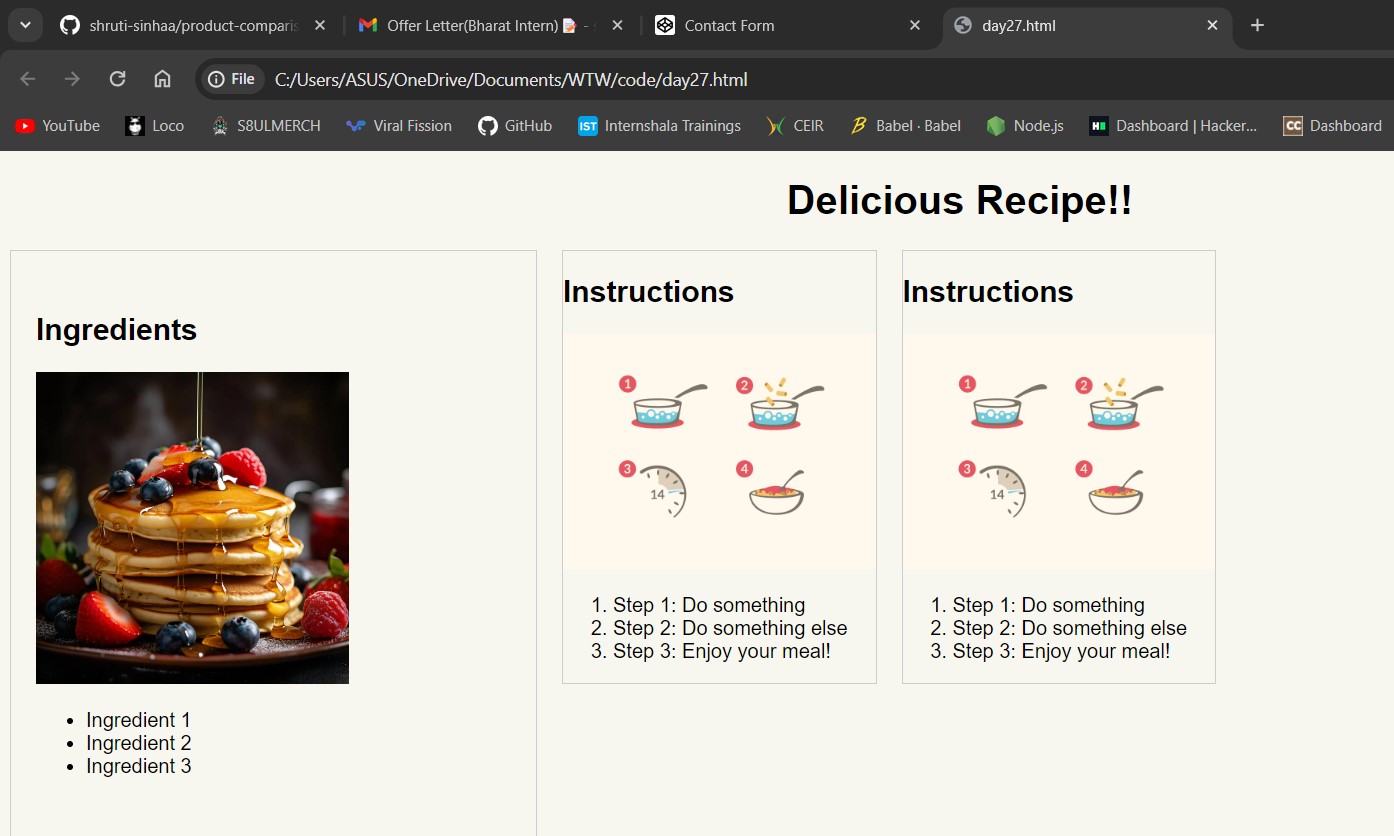 shruti-sinhaa/product-comparis
Offer Letter(Bharat Intern) 📝 -
Contact Form
day27.html
File
C:/Users/ASUS/OneDrive/Documents/WTW/code/day27.html
YouTube
Loco
S8ULMERCH
Viral Fission
GitHub
IST
Internshala Trainings
CEIR
Babel · Babel
Node.js
H
Dashboard | Hacker...
CC
Dashboard
Delicious Recipe!!
Ingredients
• Ingredient 1
• Ingredient 2
• Ingredient 3
Instructions
1
2
3
14
4
1. Step 1: Do something
2. Step 2: Do something else
3. Step 3: Enjoy your meal!
Instructions
1
2
3
14
4
1. Step 1: Do something
2. Step 2: Do something else
3. Step 3: Enjoy your meal!